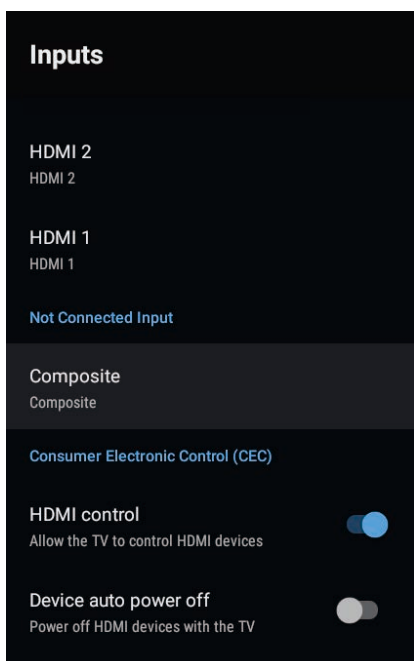 Inputs
HDMI 2
HDMI 2
HDMI 1
HDMI 1
Not Connected Input
Composite
Composite
Consumer Electronic Control (CEC)
HDMI control
Allow the TV to control HDMI devices
Device auto power off
Power off HDMI devices with the TV